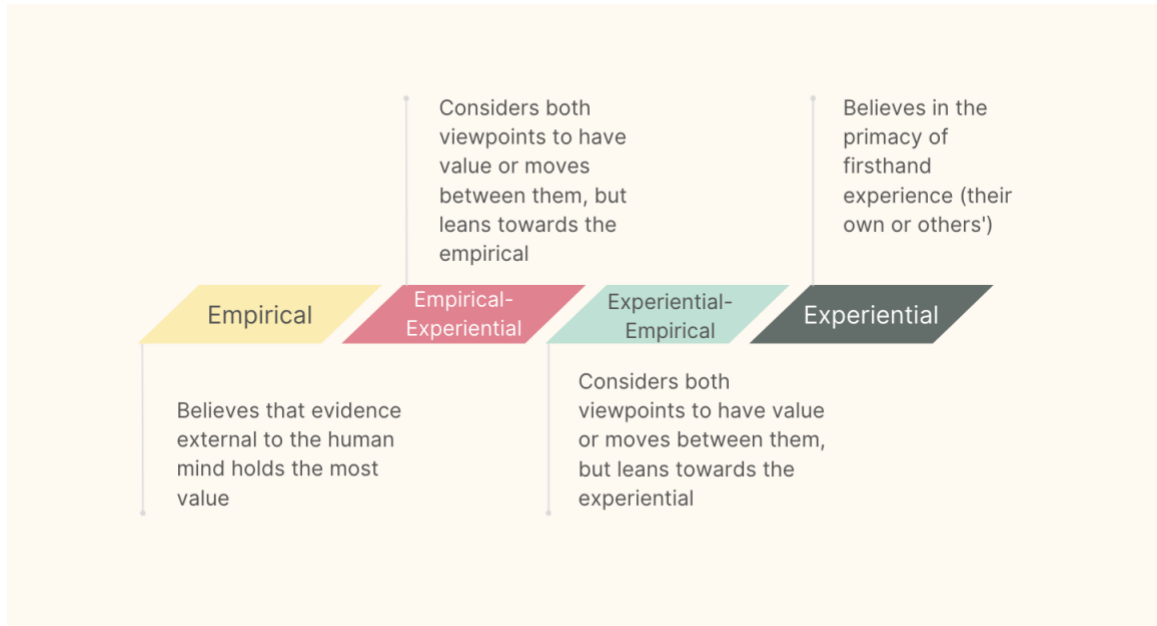 Considers both
viewpoints to have
value or moves
between them, but
leans towards the
empirical
Believes in the
primacy of
firsthand
experience (their
own or others')
Empirical
Empirical-
Experiential
Experiential-
Empirical
Experiential
Believes that evidence
external to the human
mind holds the most
value
Considers both
viewpoints to have value
or moves between them,
but leans towards the
experiential